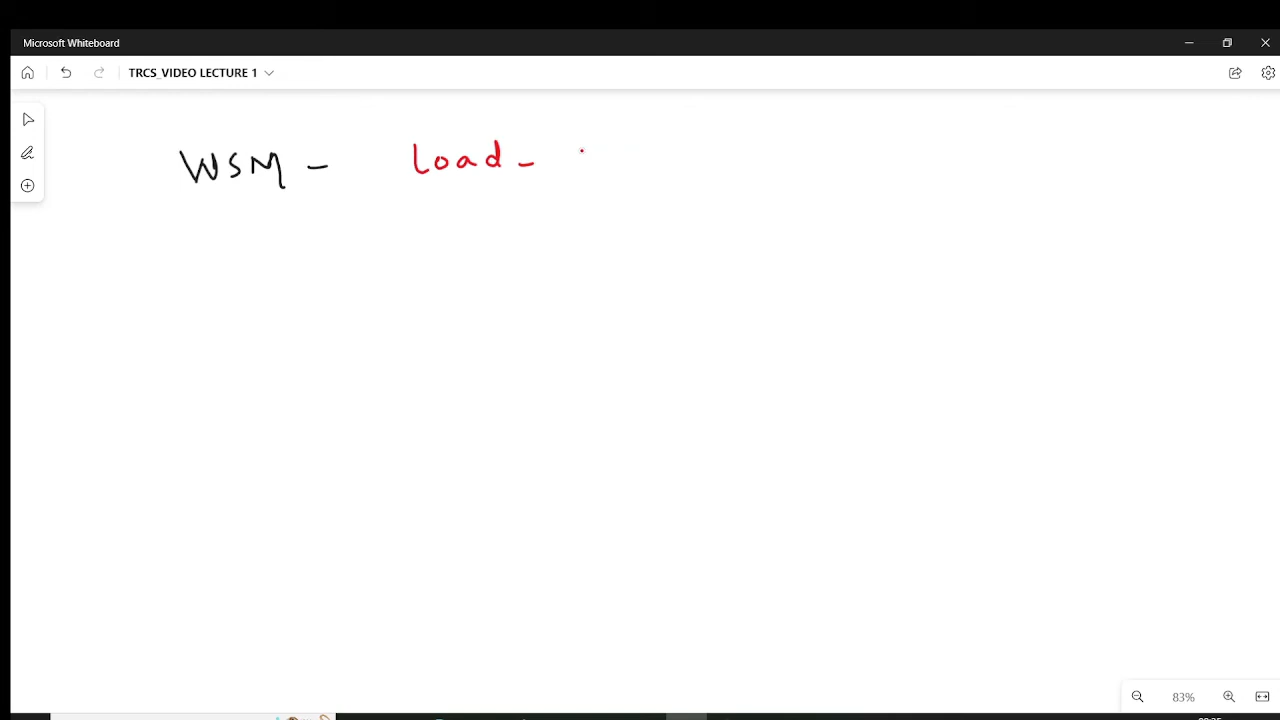 Microsoft Whiteboard
TRCS_VIDEO LECTURE 1
WSM - Load -
83%